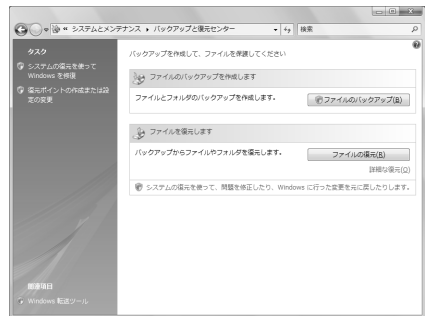 « システムとメンテナンス ▸ バックアップと復元センター
検索
タスク
システムの復元を使って
Windows を修復
復元ポイントの作成または設
定の変更
バックアップを作成して、ファイルを保護してください
ファイルのバックアップを作成します
ファイルとフォルダのバックアップを作成します。
ファイルのバックアップ(B)
ファイルを復元します
バックアップからファイルやフォルダを復元します。
ファイルの復元(R)
詳細な復元(O)
システムの復元を使って、問題を修正したり、Windows に行った変更を元に戻したりします。
関連項目
Windows 転送ツール